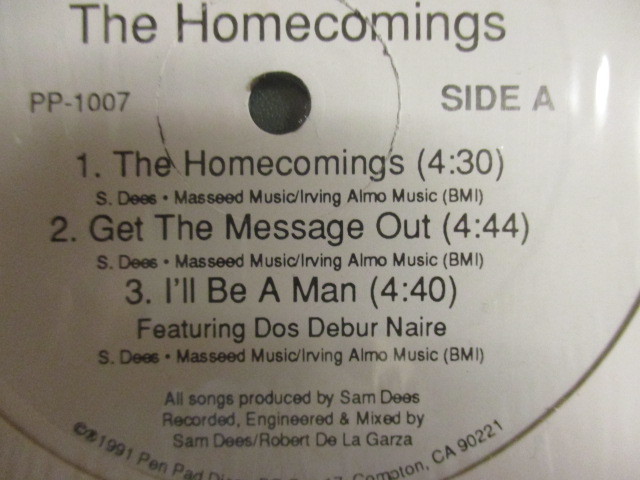 The Homecomings
PP-1007
SIDE A
1. The Homecomings (4:30)
S. Dees • Masseed Music/Irving Almo Music (BMI)
2. Get The Message Out (4:44)
S. Dees • Masseed Music/Irving Almo Music (BMI)
3. I'll Be A Man (4:40)
Featuring Dos Debur Naire
S. Dees • Masseed Music/Irving Almo Music (BMI)
All songs produced by Sam Dees
Recorded, Engineered & Mixed by
Sam Dees/Robert De La Garza
©℗1991 Pen Pad Compton, CA 90221